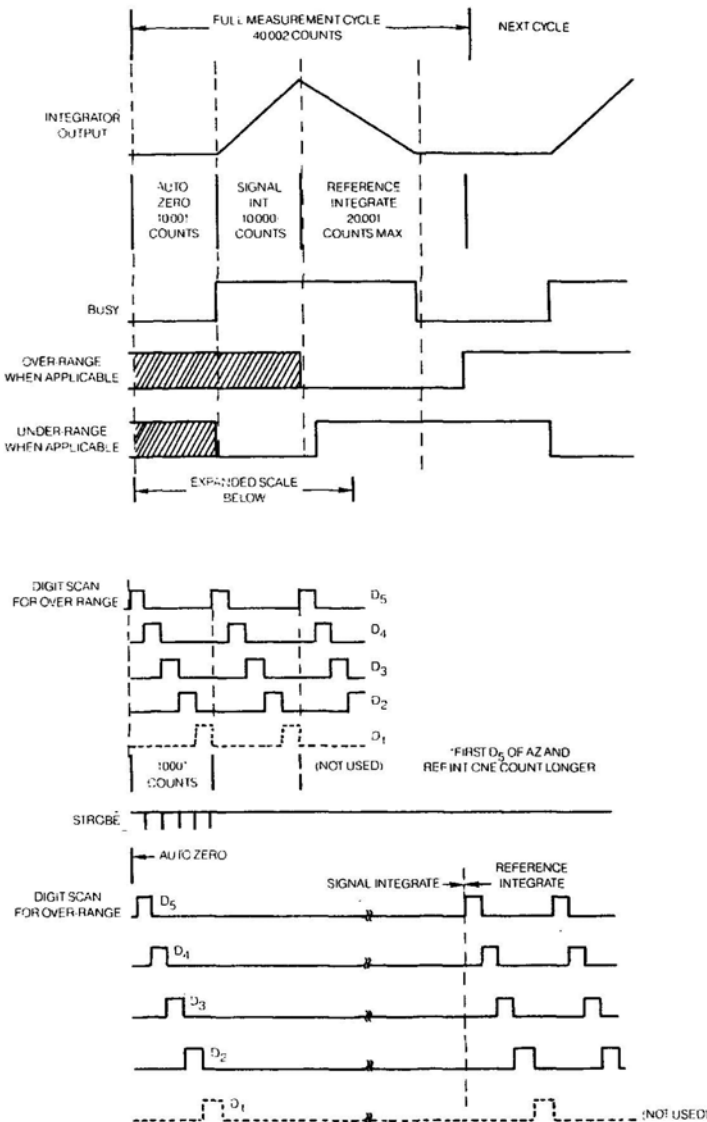 FULL MEASUREMENT CYCLE
40002 COUNTS
NEXT CYCLE
INTEGRATOR
OUTPUT
AUTO
ZERO
10001
COUNTS
SIGNAL
INT
10000
COUNTS
REFERENCE
INTEGRATE
20,001
COUNTS MAX
BUSY
OVER-RANGE
WHEN APPLICABLE
UNDER-RANGE
WHEN APPLICABLE
EXPANDED SCALE
BELOW
DIGIT SCAN
FOR OVER RANGE
D5
D4
D3
D2
D1
1000*
COUNTS
(NOT USED)
*FIRST D5 OF AZ AND
REF INT ONE COUNT LONGER
STROBE
AUTO ZERO
SIGNAL INTEGRATE
REFERENCE
INTEGRATE
DIGIT SCAN
FOR OVER-RANGE
D5
D4
D3
D2
D1
(NOT USED)